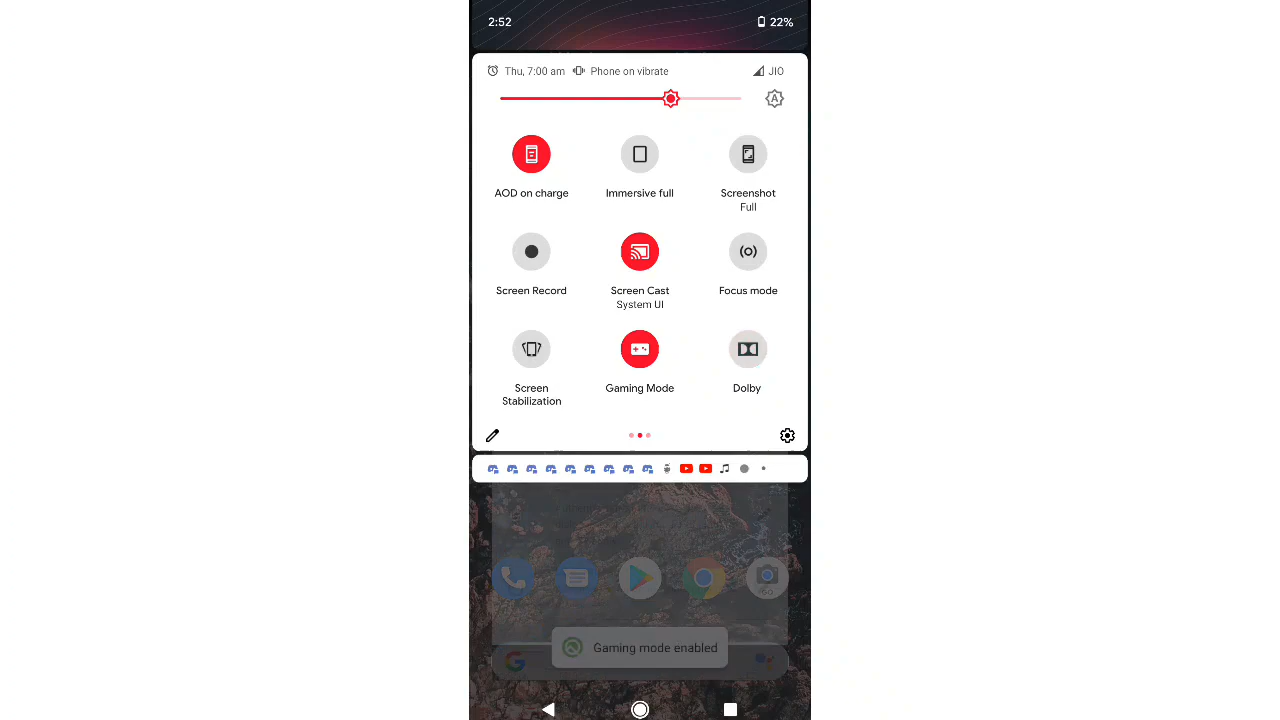 2:52 22%
Thu, 7:00 am Phone on vibrate JIO
A
AOD on charge Immersive full Screenshot
Full
Screen Record Screen Cast Focus mode
System UI
Screen Gaming Mode Dolby
Stabilization
Gaming mode enabled
G